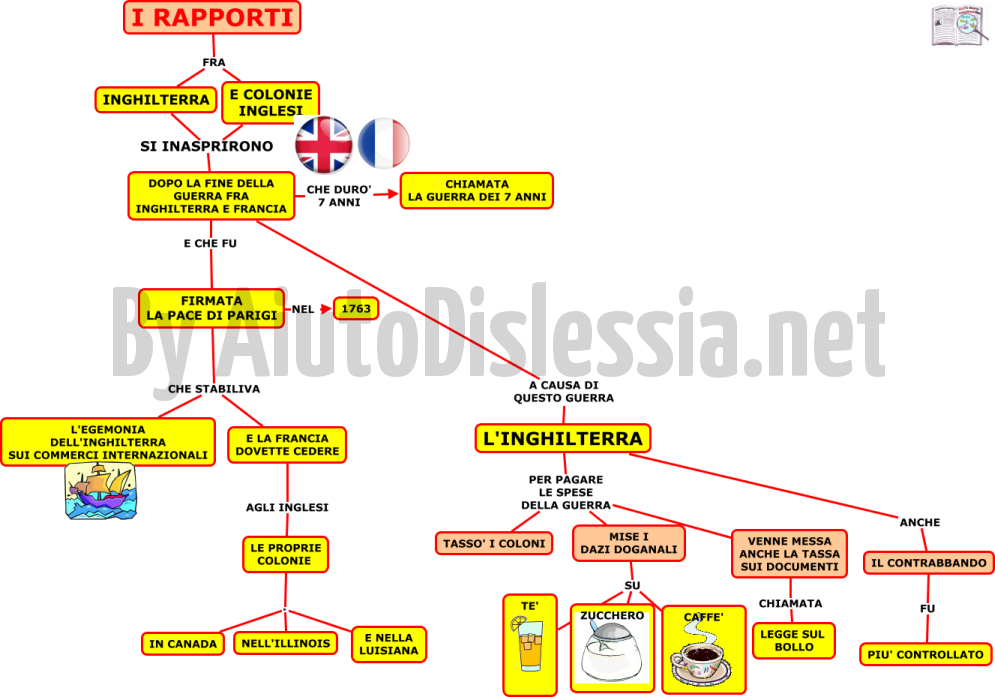 I RAPPORTI
FRA
INGHILTERRA
E COLONIE
INGLESI
SI INASPRIRONO
DOPO LA FINE DELLA
GUERRA FRA
INGHILTERRA E FRANCIA
CHE DURO'
7 ANNI
CHIAMATA
LA GUERRA DEI 7 ANNI
E CHE FU
FIRMATA
LA PACE DI PARIGI
NEL
1763
By AiutoDislessia.net
CHE STABILIVA
L'EGEMONIA
DELL'INGHILTERRA
SUI COMMERCI INTERNAZIONALI
E LA FRANCIA
DOVETTE CEDERE
AGLI INGLESI
LE PROPRIE
COLONIE
:
IN CANADA
NELL'ILLINOIS
E NELLA
LUISIANA
A CAUSA DI
QUESTO GUERRA
L'INGHILTERRA
PER PAGARE
LE SPESE
DELLA GUERRA
TASSO' I COLONI
MISE I
DAZI DOGANALI
SU
TE'
ZUCCHERO
CAFFE'
VENNE MESSA
ANCHE LA TASSA
SUI DOCUMENTI
CHIAMATA
LEGGE SUL
BOLLO
ANCHE
IL CONTRABBANDO
FU
PIU' CONTROLLATO